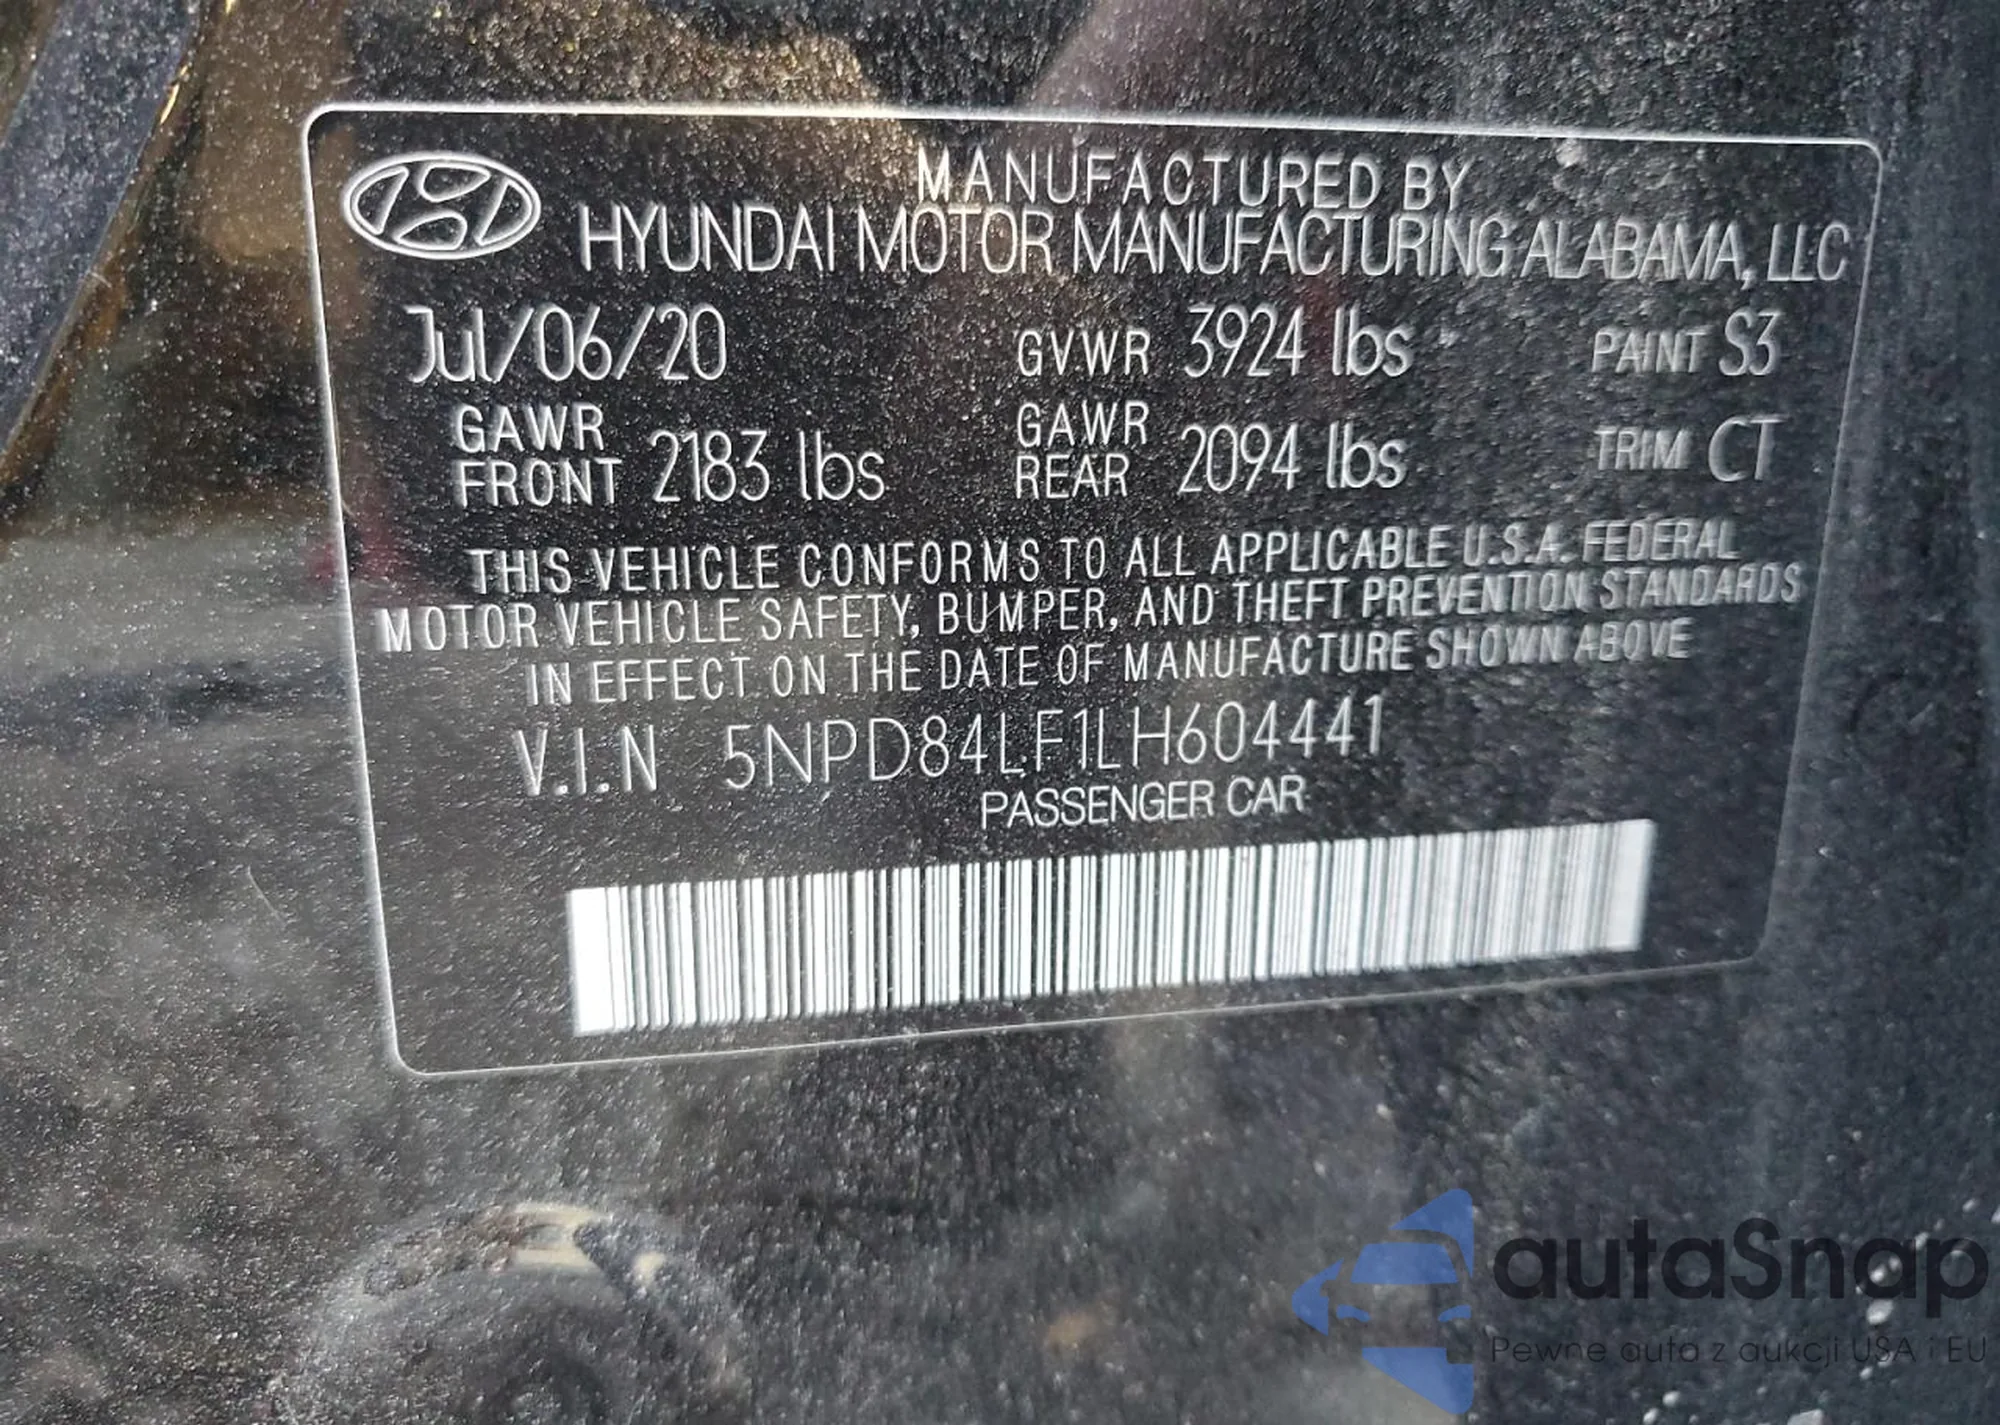 MANUFACTURED BY
HYUNDAI MOTOR MANUFACTURING ALABAMA, LLC
Jul/06/20 GVWR 3924 lbs PAINT S3
GAWR FRONT 2183 lbs GAWR REAR 2094 lbs TRIM CT
THIS VEHICLE CONFORMS TO ALL APPLICABLE U.S.A. FEDERAL
MOTOR VEHICLE SAFETY, BUMPER, AND THEFT PREVENTION STANDARDS
IN EFFECT ON THE DATE OF MANUFACTURE SHOWN ABOVE
V.I.N 5NPD84LF1LH604441
PASSENGER CAR
autaSnap
Pewne auta z aukcji USA i EU